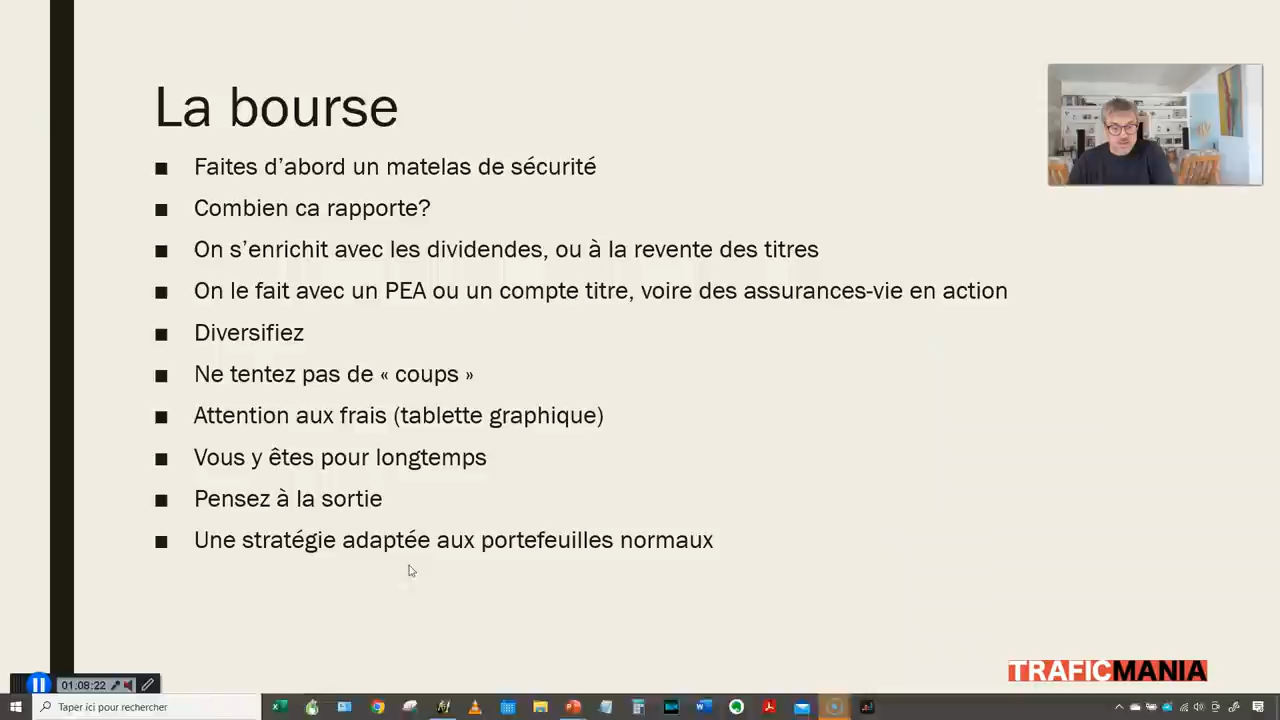 La bourse
Faites d’abord un matelas de sécurité
Combien ca rapporte?
On s’enrichit avec les dividendes, ou à la revente des titres
On le fait avec un PEA ou un compte titre, voire des assurances-vie en action
Diversifiez
Ne tentez pas de « coups »
Attention aux frais (tablette graphique)
Vous y êtes pour longtemps
Pensez à la sortie
Une stratégie adaptée aux portefeuilles normaux
TRAFICMANIA
01:08:22
Taper ici pour rechercher